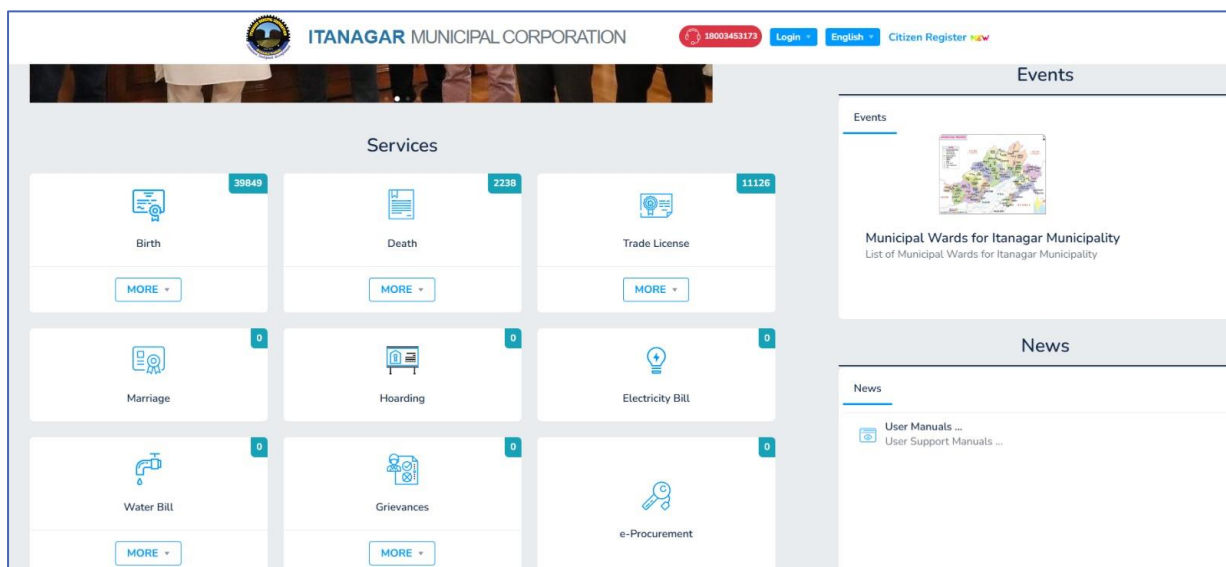 ITANAGAR MUNICIPAL CORPORATION
18003453173
Login
English
Citizen Register NEW
Services
39849
Birth
MORE
2238
Death
MORE
11126
Trade License
MORE
0
Marriage
0
Hoarding
0
Electricity Bill
0
Water Bill
MORE
0
Grievances
MORE
0
e-Procurement
Events
Events
Municipal Wards for Itanagar Municipality
List of Municipal Wards for Itanagar Municipality
News
News
User Manuals ...
User Support Manuals ...